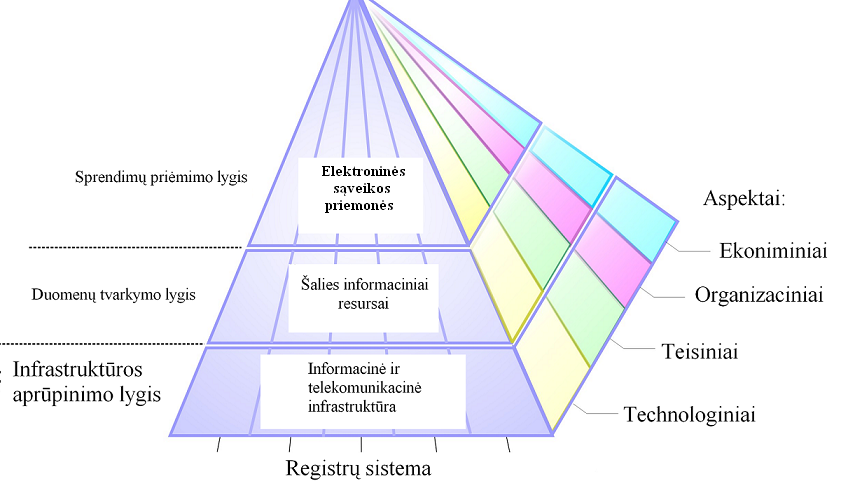 Elektroninės
sąveikos
priemonės
Sprendimų priėmimo lygis
Aspektai:
Ekoniminiai
Šalies informaciniai
resursai
Duomenų tvarkymo lygis
Organizaciniai
Teisiniai
Infrastruktūros
aprūpinimo lygis
Informacinė ir
telekomunikacinė
infrastruktūra
Technologiniai
Registrų sistema